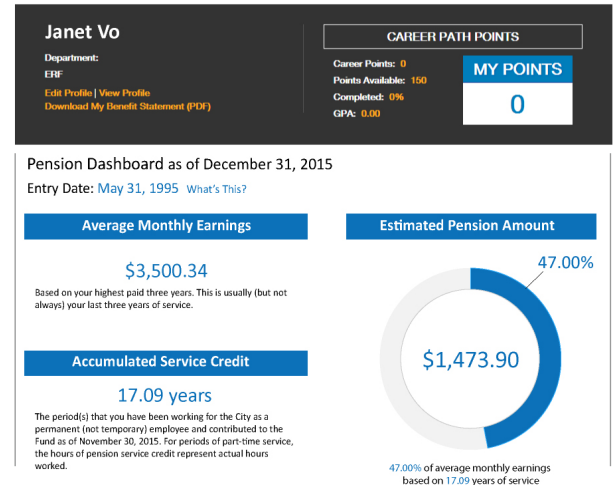 Janet Vo
Department:
ERF
Edit Profile | View Profile
Download My Benefit Statement (PDF)
CAREER PATH POINTS
Career Points: 0
Points Available: 150
Completed: 0%
GPA: 0.00
MY POINTS
0
Pension Dashboard as of December 31, 2015
Entry Date: May 31, 1995 What's This?
Average Monthly Earnings
$3,500.34
Based on your highest paid three years. This is usually (but not
always) your last three years of service.
Accumulated Service Credit
17.09 years
The period(s) that you have been working for the City as a
permanent (not temporary) employee and contributed to the
Fund as of November 30, 2015. For periods of part-time service,
the hours of pension service credit represent actual hours
worked.
Estimated Pension Amount
47.00%
$1,473.90
47.00% of average monthly earnings
based on 17.09 years of service